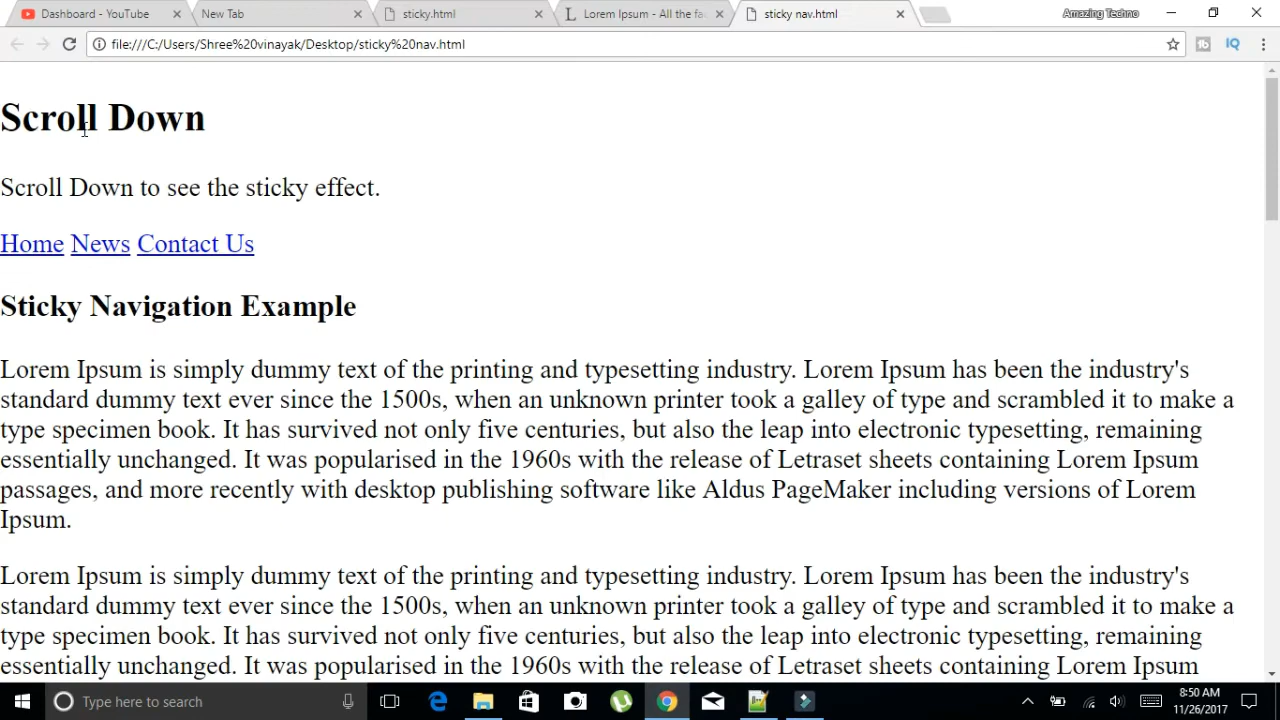 Dashboard - YouTube
New Tab
sticky.html
Lorem Ipsum - All the fa
sticky nav.html
Amazing Techno
file:///C:/Users/Shree%20vinayak/Desktop/sticky%20nav.html
Scroll Down
Scroll Down to see the sticky effect.
Home News Contact Us
Sticky Navigation Example
Lorem Ipsum is simply dummy text of the printing and typesetting industry. Lorem Ipsum has been the industry's
standard dummy text ever since the 1500s, when an unknown printer took a galley of type and scrambled it to make a
type specimen book. It has survived not only five centuries, but also the leap into electronic typesetting, remaining
essentially unchanged. It was popularised in the 1960s with the release of Letraset sheets containing Lorem Ipsum
passages, and more recently with desktop publishing software like Aldus PageMaker including versions of Lorem
Ipsum.
Lorem Ipsum is simply dummy text of the printing and typesetting industry. Lorem Ipsum has been the industry's
standard dummy text ever since the 1500s, when an unknown printer took a galley of type and scrambled it to make a
type specimen book. It has survived not only five centuries, but also the leap into electronic typesetting, remaining
essentially unchanged. It was popularised in the 1960s with the release of Letraset sheets containing Lorem Ipsum
Type here to search
8:50 AM
11/26/2017